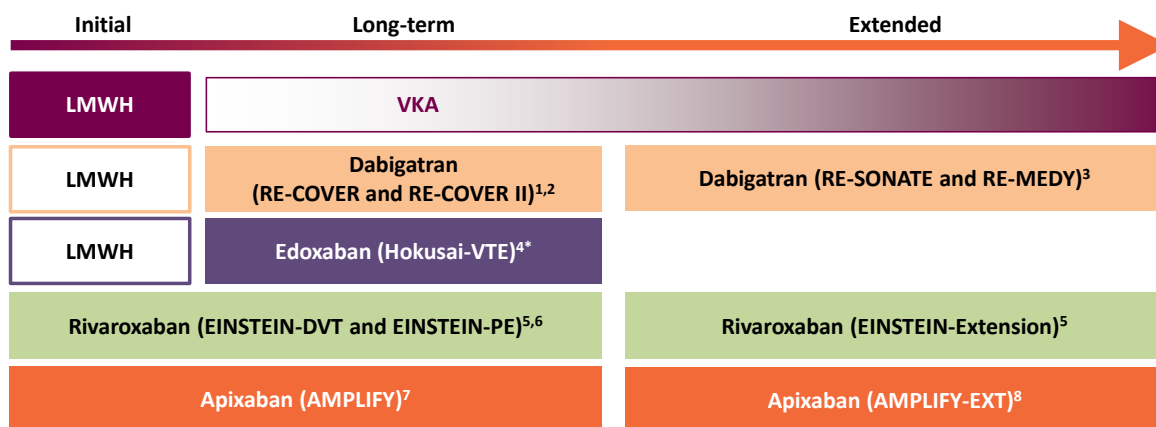 Initial Long-term Extended
LMWH VKA
LMWH
Dabigatran
(RE-COVER and RE-COVER II)1,2
Dabigatran (RE-SONATE and RE-MEDY)3
LMWH Edoxaban (Hokusai-VTE)4*
Rivaroxaban (EINSTEIN-DVT and EINSTEIN-PE)5,6 Rivaroxaban (EINSTEIN-Extension)5
Apixaban (AMPLIFY)7 Apixaban (AMPLIFY-EXT)8